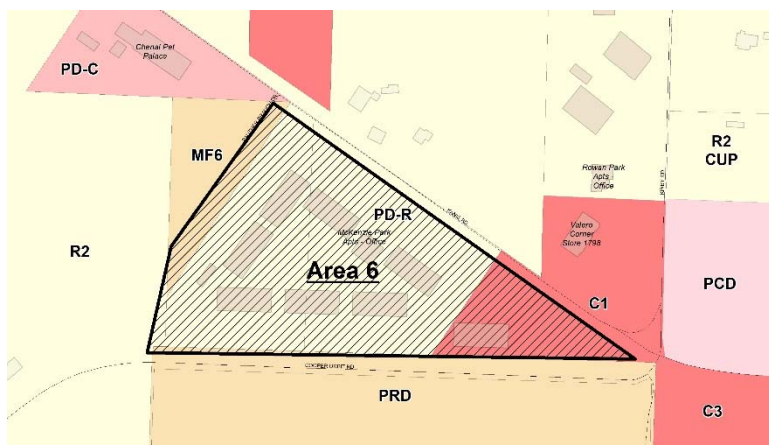 Chenal Pet
Palace
PD-C
MF6
R2
CUP
Rowan Park
Apts -
Office
PD-R
McKenzie Park
Apts - Office
R2
Valero
Corner
Store 1798
Area 6
C1
PCD
PRD
C3